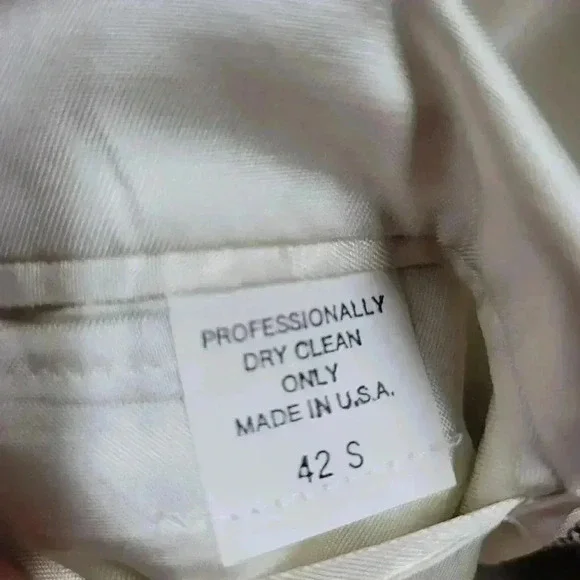 PROFESSIONALLY
DRY CLEAN
ONLY
MADE IN U.S.A.
42 S